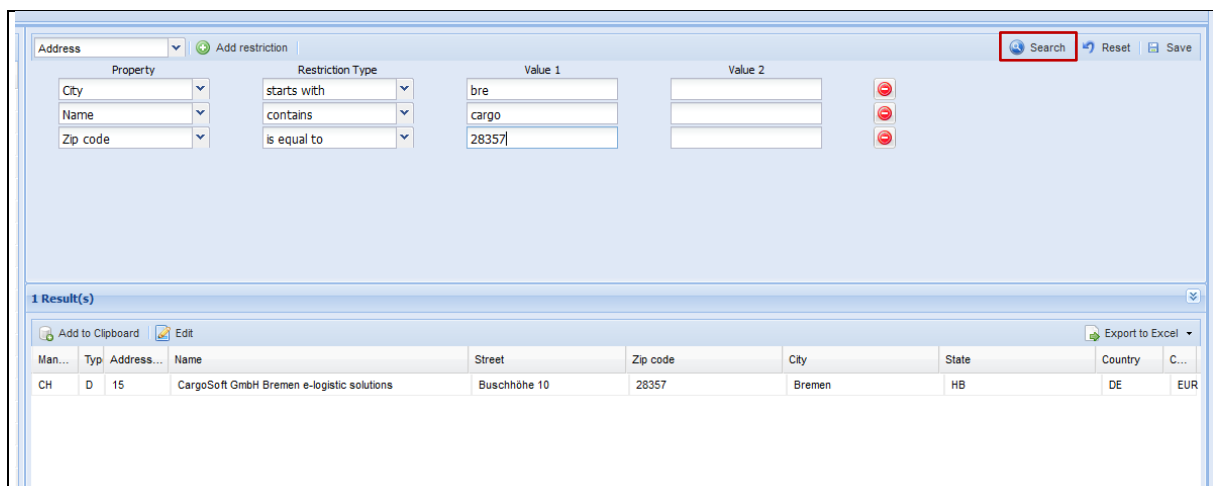 Address Add restriction Search Reset Save
Property Restriction Type Value 1 Value 2
City starts with bre
Name contains cargo
Zip code is equal to 28357
1 Result(s)
Add to Clipboard Edit Export to Excel
Man... Typ Address... Name Street Zip code City State Country C...
CH D 15 CargoSoft GmbH Bremen e-logistic solutions Buschhöhe 10 28357 Bremen HB DE EUR